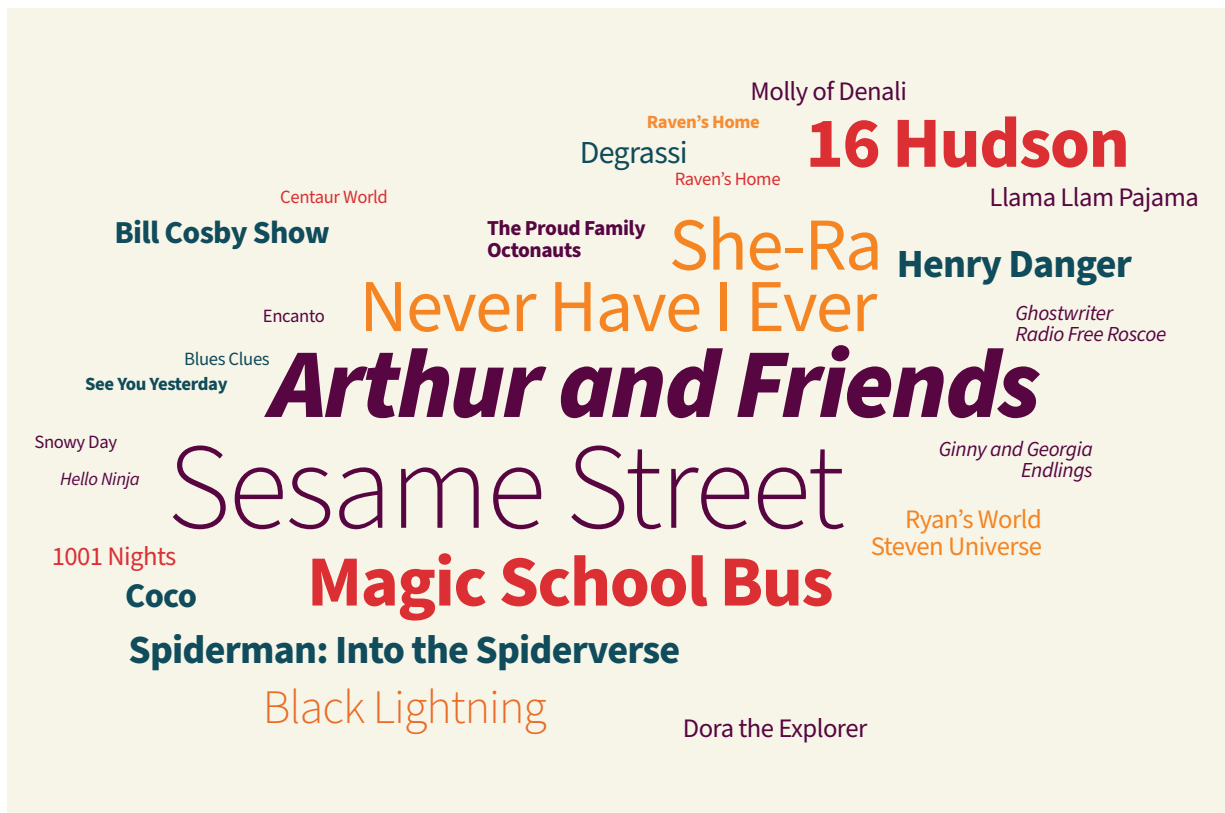 Molly of Denali
Raven’s Home
16 Hudson
Degrassi
Raven’s Home
Centaur World
Llama Llam Pajama
Bill Cosby Show
The Proud Family
Octonauts
She-Ra
Henry Danger
Never Have I Ever
Encanto
Ghostwriter
Radio Free Roscoe
Blues Clues
See You Yesterday
Arthur and Friends
Snowy Day
Hello Ninja
Sesame Street
Ginny and Georgia
Endlings
Ryan’s World
Steven Universe
1001 Nights
Coco
Magic School Bus
Spiderman: Into the Spiderverse
Black Lightning
Dora the Explorer